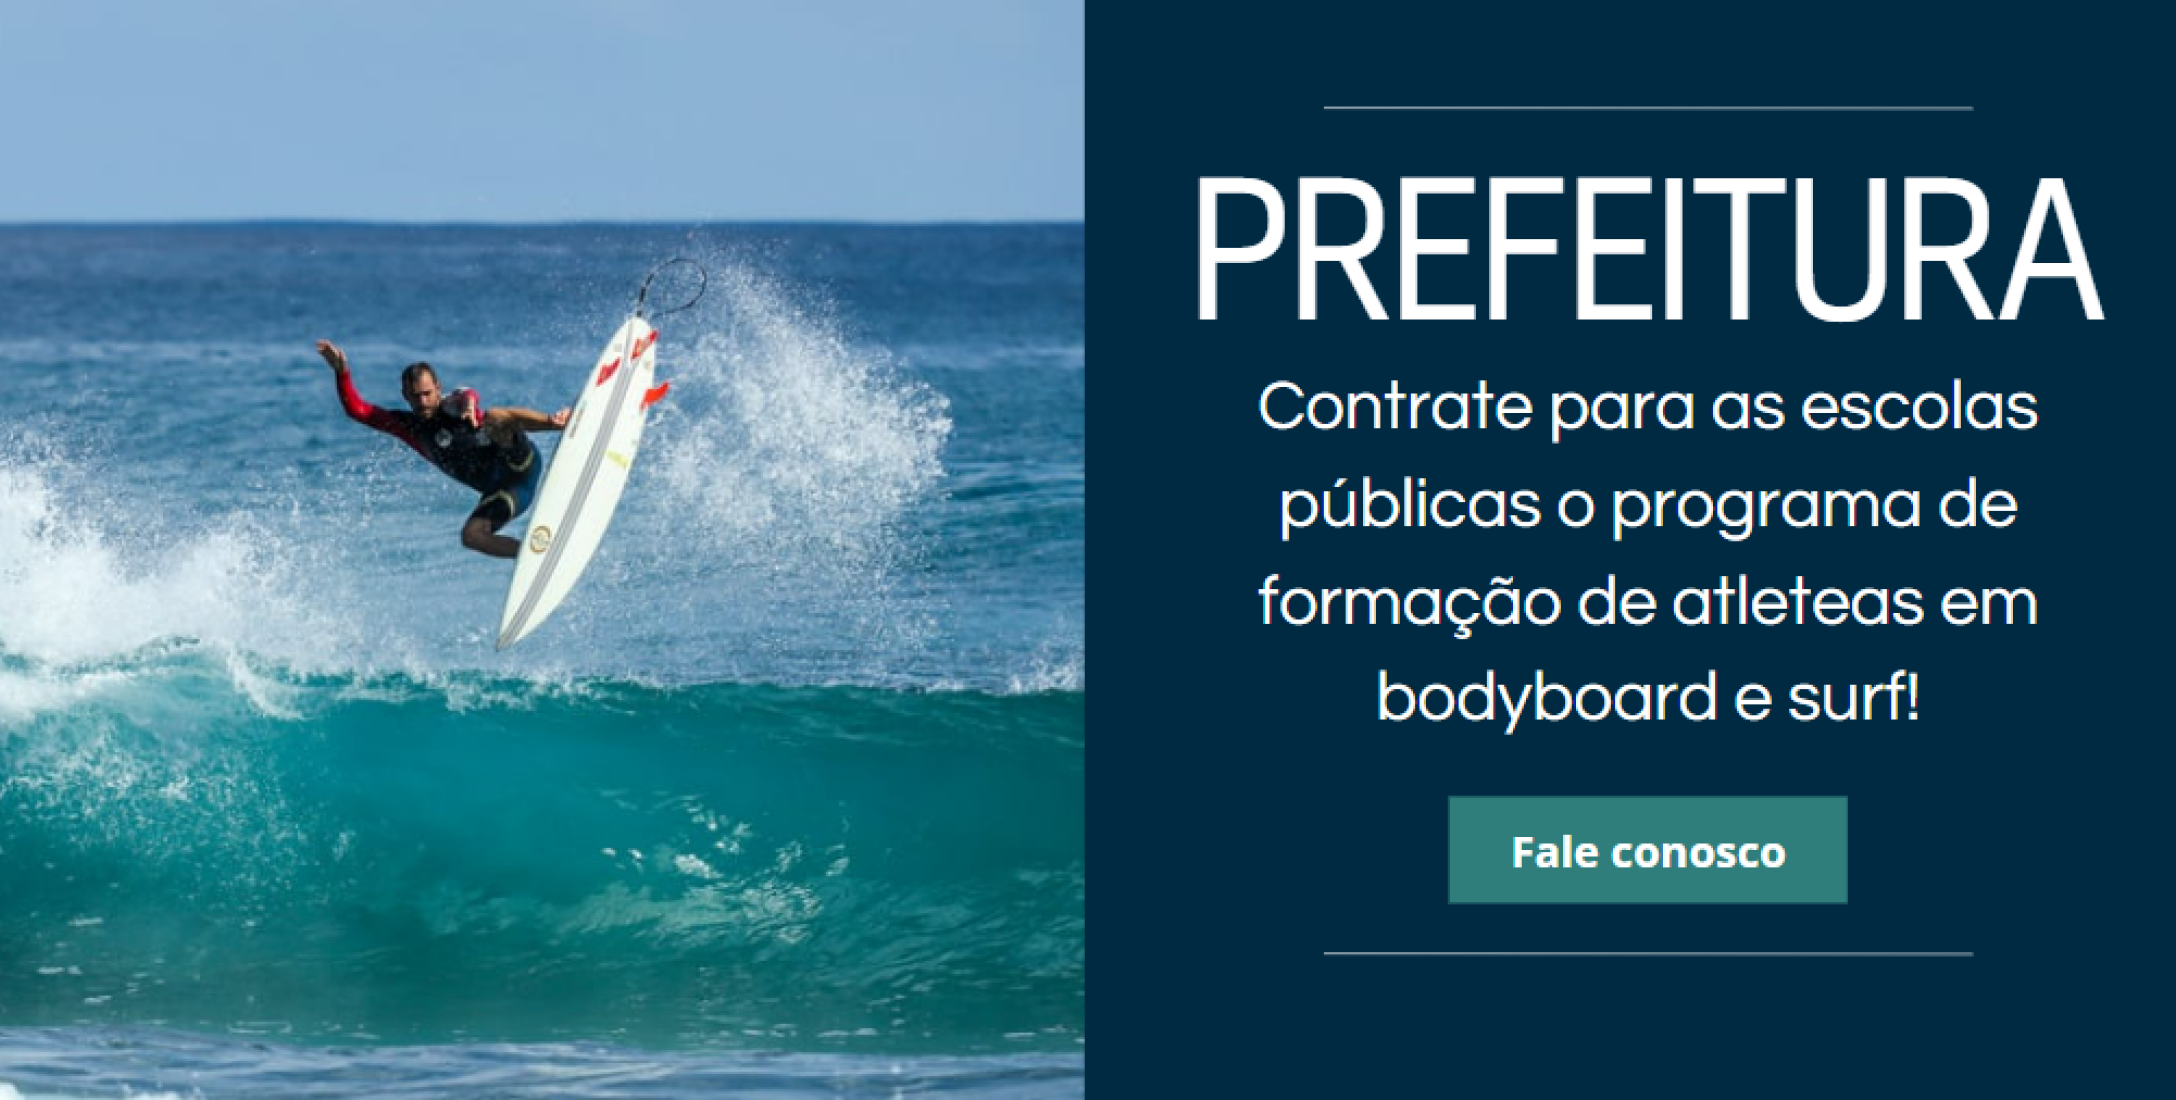 PREFEITURA
Contrate para as escolas
públicas o programa de
formação de atleteas em
bodyboard e surf!
Fale conosco